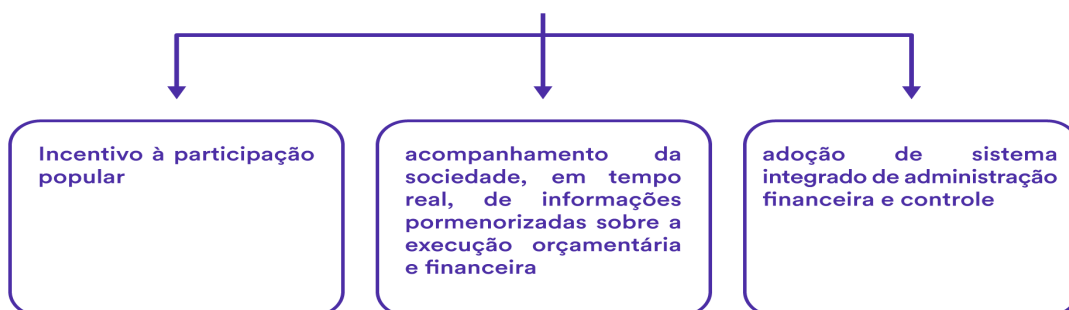 Incentivo à participação
popular
acompanhamento da
sociedade, em tempo
real, de informações
pormenorizadas sobre a
execução orçamentária
e financeira
adoção de sistema
integrado de administração
financeira e controle